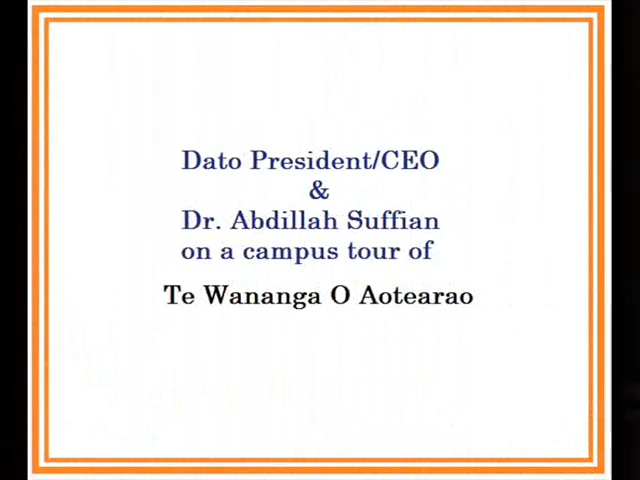 Dato President/CEO
&
Dr. Abdillah Suffian
on a campus tour of
Te Wananga O Aotearao